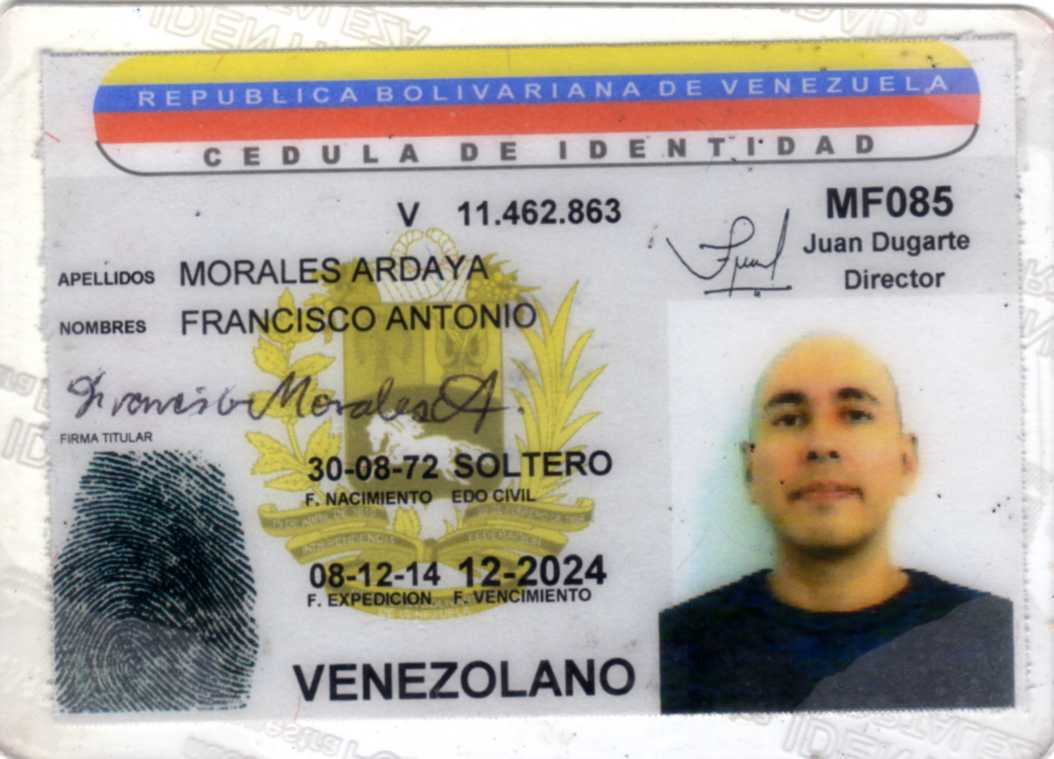 REPUBLICA BOLIVARIANA DE VENEZUELA
CEDULA DE IDENTIDAD
V 11.462.863
MF085
Juan Dugarte
Director
APELLIDOS MORALES ARDAYA
NOMBRES FRANCISCO ANTONIO
Francisco Morales A.
FIRMA TITULAR
30-08-72 SOLTERO
F. NACIMIENTO EDO CIVIL
INDEPENDENCIA FEDERACION
08-12-14 12-2024
F. EXPEDICION F. VENCIMIENTO
VENEZOLANO